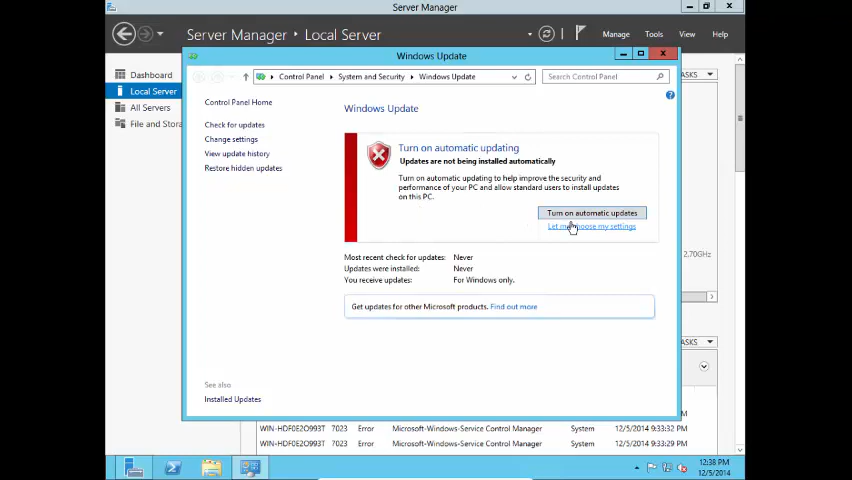 Server Manager
Server Manager ▸ Local Server
Manage Tools View Help
Windows Update
Control Panel ▸ System and Security ▸ Windows Update
Search Control Panel
Dashboard
Local Server
All Servers
File and Stora
TASKS
Control Panel Home
Check for updates
Change settings
View update history
Restore hidden updates
Windows Update
Turn on automatic updating
Updates are not being installed automatically
Turn on automatic updating to help improve the security and
performance of your PC and allow standard users to install updates
on this PC.
Turn on automatic updates
Let me choose my settings
Most recent check for updates: Never
Updates were installed: Never
You receive updates: For Windows only.
Get updates for other Microsoft products. Find out more
2.70GHz
TASKS
See also
Installed Updates
WIN-HDF0E2O993T 7023 Error Microsoft-Windows-Service Control Manager System 12/5/2014 9:33:32 PM
WIN-HDF0E2O993T 7023 Error Microsoft-Windows-Service Control Manager System 12/5/2014 9:33:29 PM
12:38 PM
12/5/2014